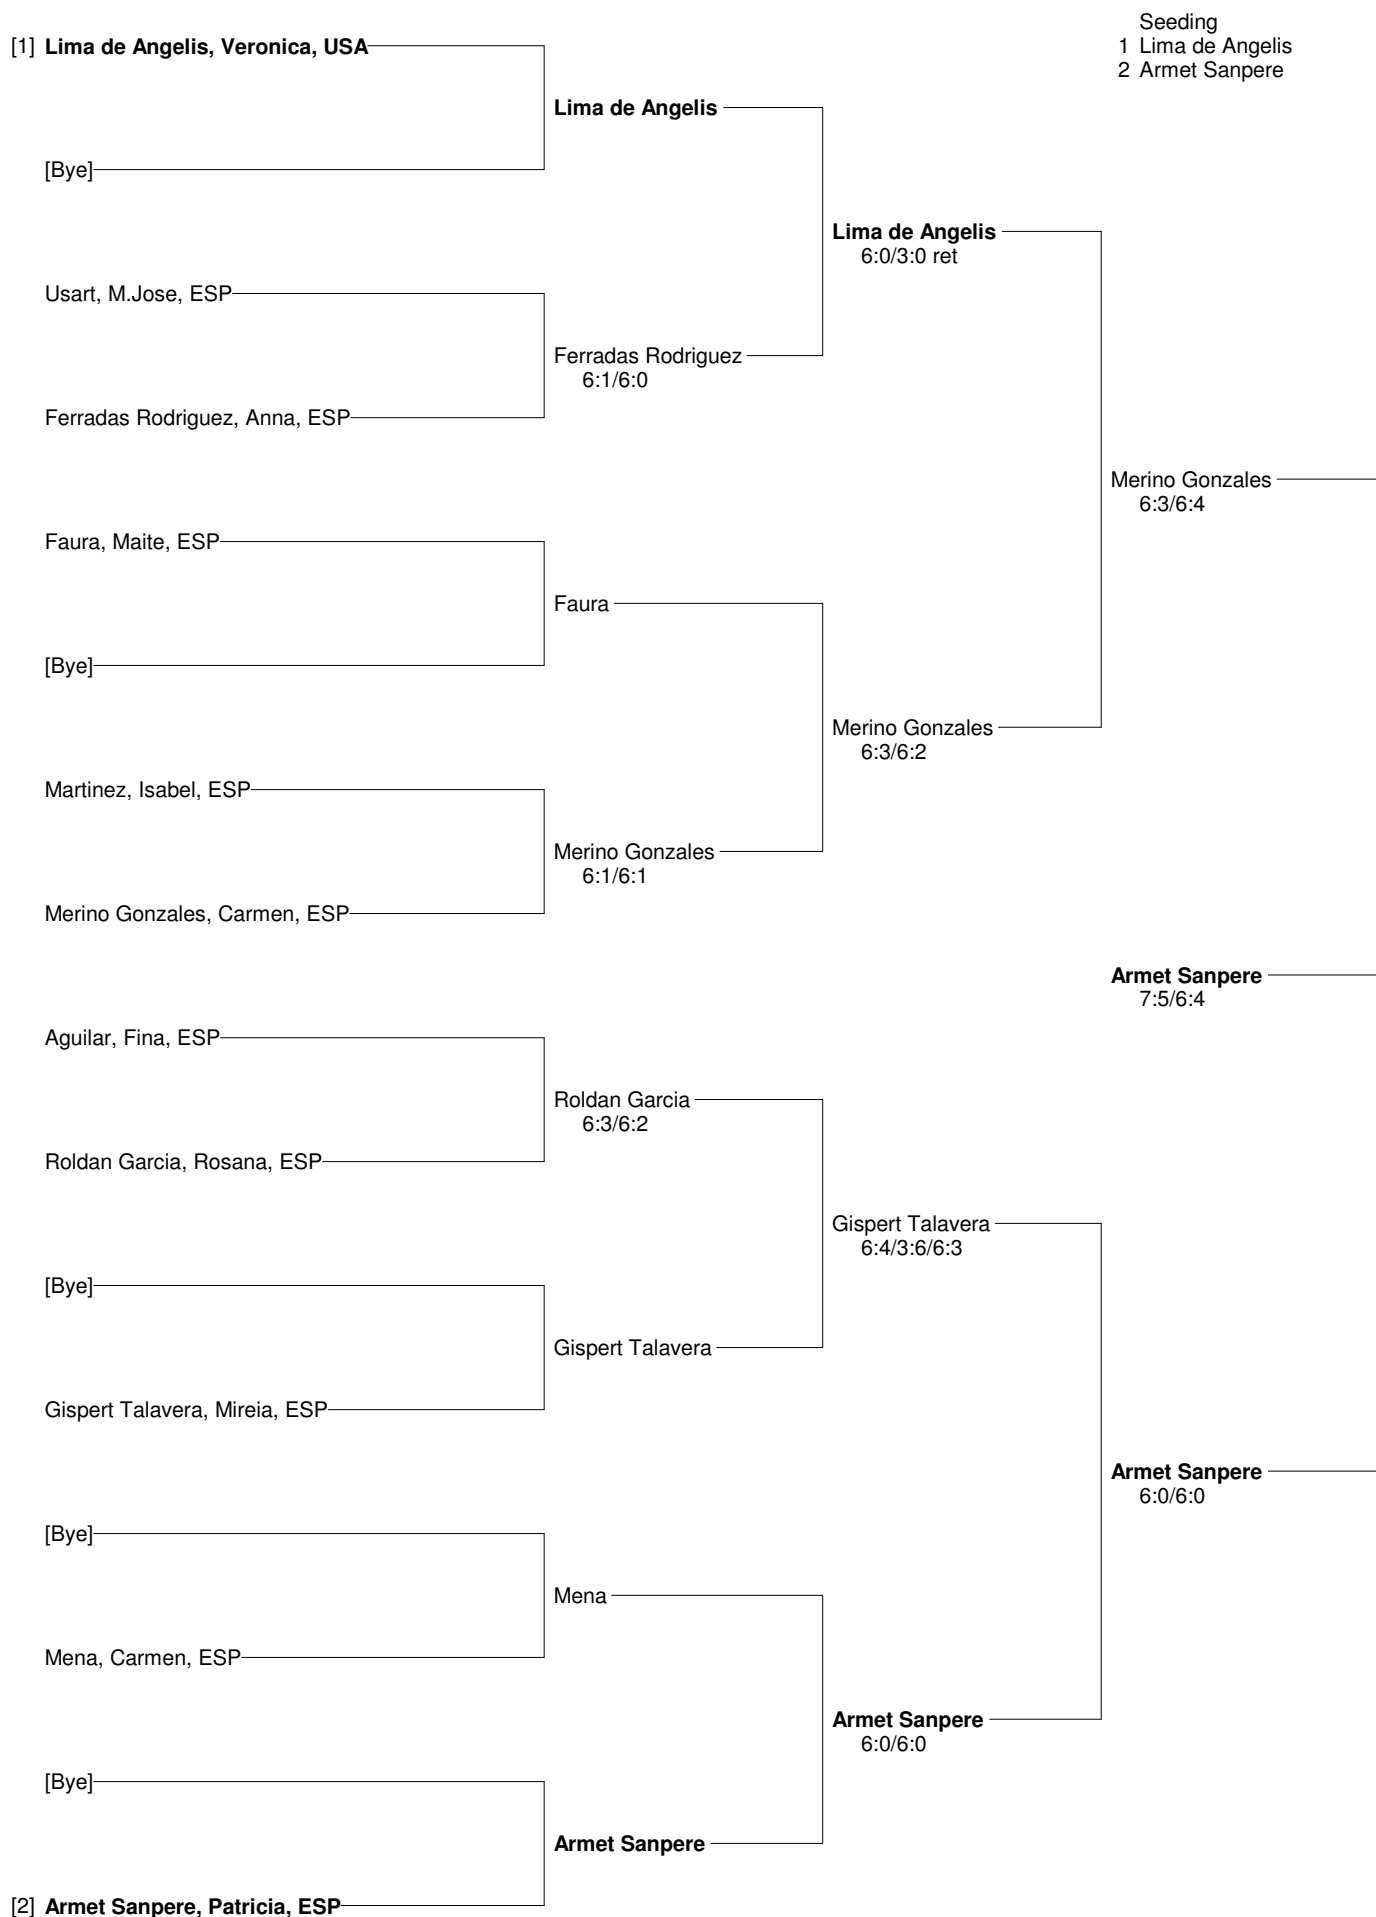 Seeding
1 Lima de Angelis
2 Armet Sanpere
[1] Lima de Angelis, Veronica, USA
Lima de Angelis
[Bye]
Lima de Angelis
6:0/3:0 ret
Usart, M.Jose, ESP
Ferradas Rodriguez
6:1/6:0
Ferradas Rodriguez, Anna, ESP
Merino Gonzales
6:3/6:4
Faura, Maite, ESP
Faura
[Bye]
Merino Gonzales
6:3/6:2
Martinez, Isabel, ESP
Merino Gonzales
6:1/6:1
Merino Gonzales, Carmen, ESP
Armet Sanpere
7:5/6:4
Aguilar, Fina, ESP
Roldan Garcia
6:3/6:2
Roldan Garcia, Rosana, ESP
Gispert Talavera
6:4/3:6/6:3
[Bye]
Gispert Talavera
Gispert Talavera, Mireia, ESP
Armet Sanpere
6:0/6:0
[Bye]
Mena
Mena, Carmen, ESP
Armet Sanpere
6:0/6:0
[Bye]
Armet Sanpere
[2] Armet Sanpere, Patricia, ESP